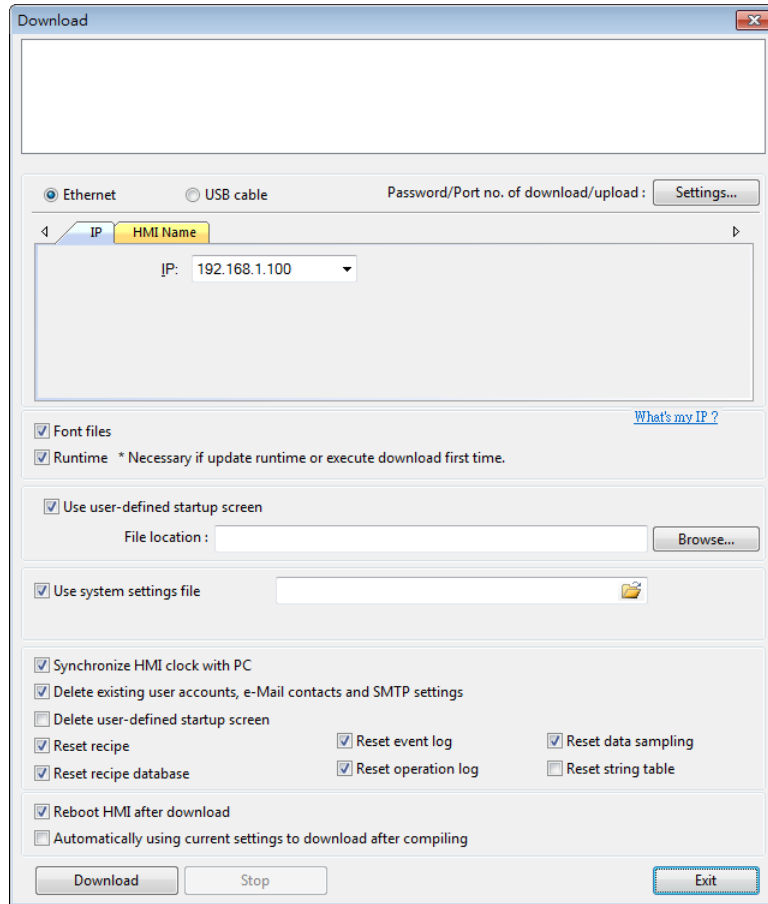 Download
Ethernet USB cable Password/Port no. of download/upload : Settings...
IP HMI Name
IP: 192.168.1.100
What's my IP ?
Font files
Runtime * Necessary if update runtime or execute download first time.
Use user-defined startup screen
File location : Browse...
Use system settings file
Synchronize HMI clock with PC
Delete existing user accounts, e-Mail contacts and SMTP settings
Delete user-defined startup screen
Reset recipe Reset event log Reset data sampling
Reset recipe database Reset operation log Reset string table
Reboot HMI after download
Automatically using current settings to download after compiling
Download Stop Exit